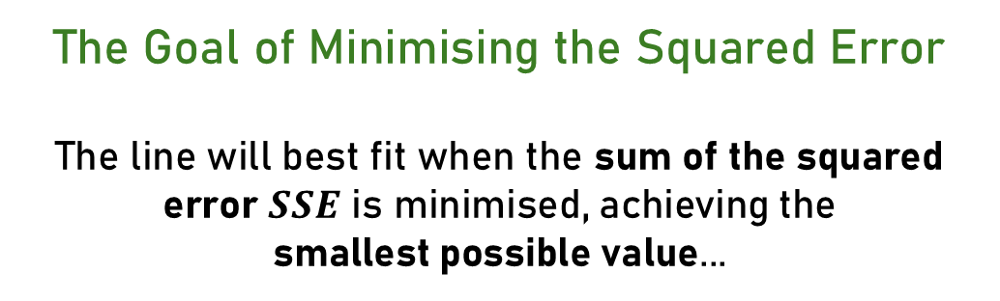 The Goal of Minimising the Squared Error
The line will best fit when the sum of the squared
error SSE is minimised, achieving the
smallest possible value...